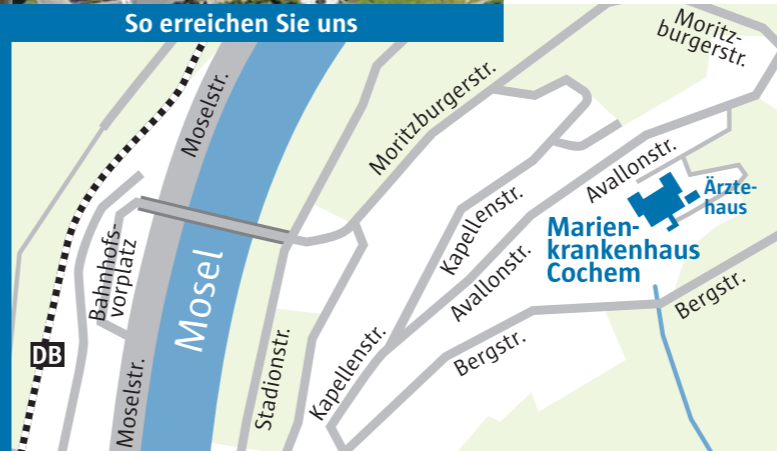 So erreichen Sie uns
Moritz-
burgerstr.
Moselstr.
Moritzburgerstr.
Avallonstr.
Ärzte-
haus
Kapellenstr.
Marien-
krankenhaus
Cochem
Bahnhofs-
vorplatz
Mosel
Avallonstr.
Bergstr.
Bergstr.
DB
Moselstr.
Stadionstr.
Kapellenstr.